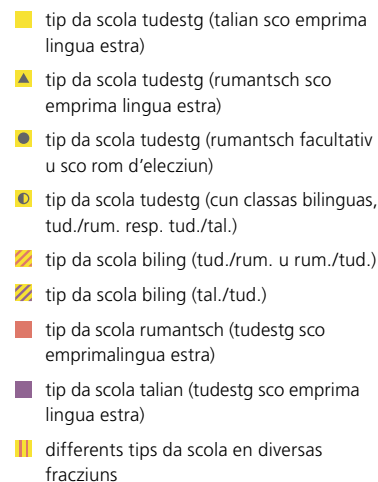 tip da scola tudestg (talian sco emprima
lingua estra)
tip da scola tudestg (rumantsch sco
emprima lingua estra)
tip da scola tudestg (rumantsch facultativ
u sco rom d'elecziun)
tip da scola tudestg (cun classas bilinguas,
tud./rum. resp. tud./tal.)
tip da scola biling (tud./rum. u rum./tud.)
tip da scola biling (tal./tud.)
tip da scola rumantsch (tudestg sco
emprimalingua estra)
tip da scola talian (tudestg sco emprima
lingua estra)
differents tips da scola en diversas
fracziuns